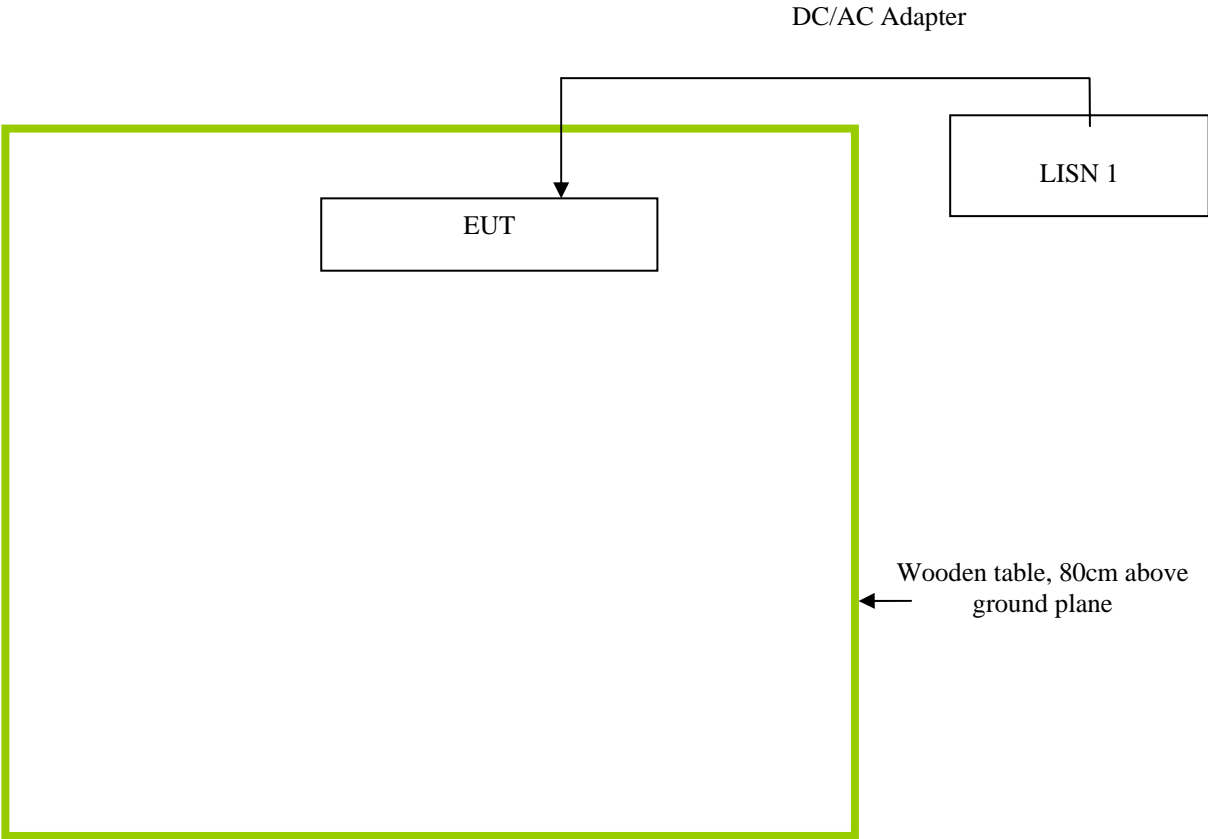 DC/AC Adapter
LISN 1
EUT
Wooden table, 80cm above
ground plane